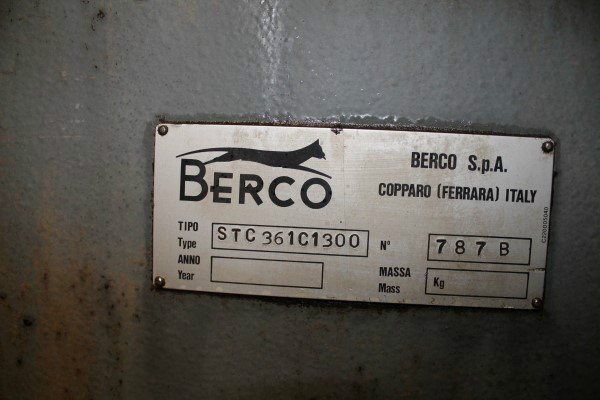 BERCO
BERCO S.p.A.
COPPARO (FERRARA) ITALY
TIPO
Type
STC 361C1300
N°
787 B
ANNO
Year
MASSA
Mass
Kg